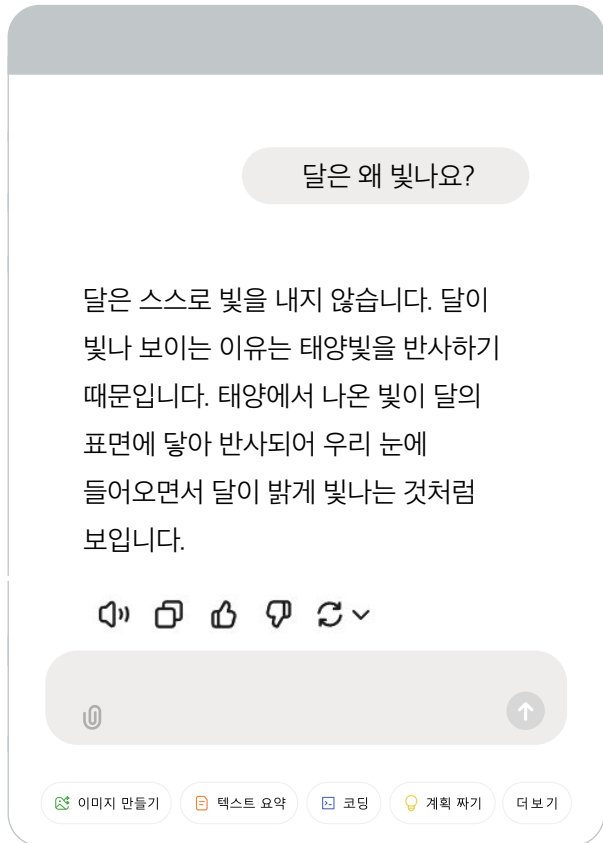 달은 왜 빛나요?
달은 스스로 빛을 내지 않습니다. 달이
빛나 보이는 이유는 태양빛을 반사하기
때문입니다. 태양에서 나온 빛이 달의
표면에 닿아 반사되어 우리 눈에
들어오면서 달이 밝게 빛나는 것처럼
보입니다.
이미지 만들기 텍스트 요약 코딩 계획 짜기 더보기